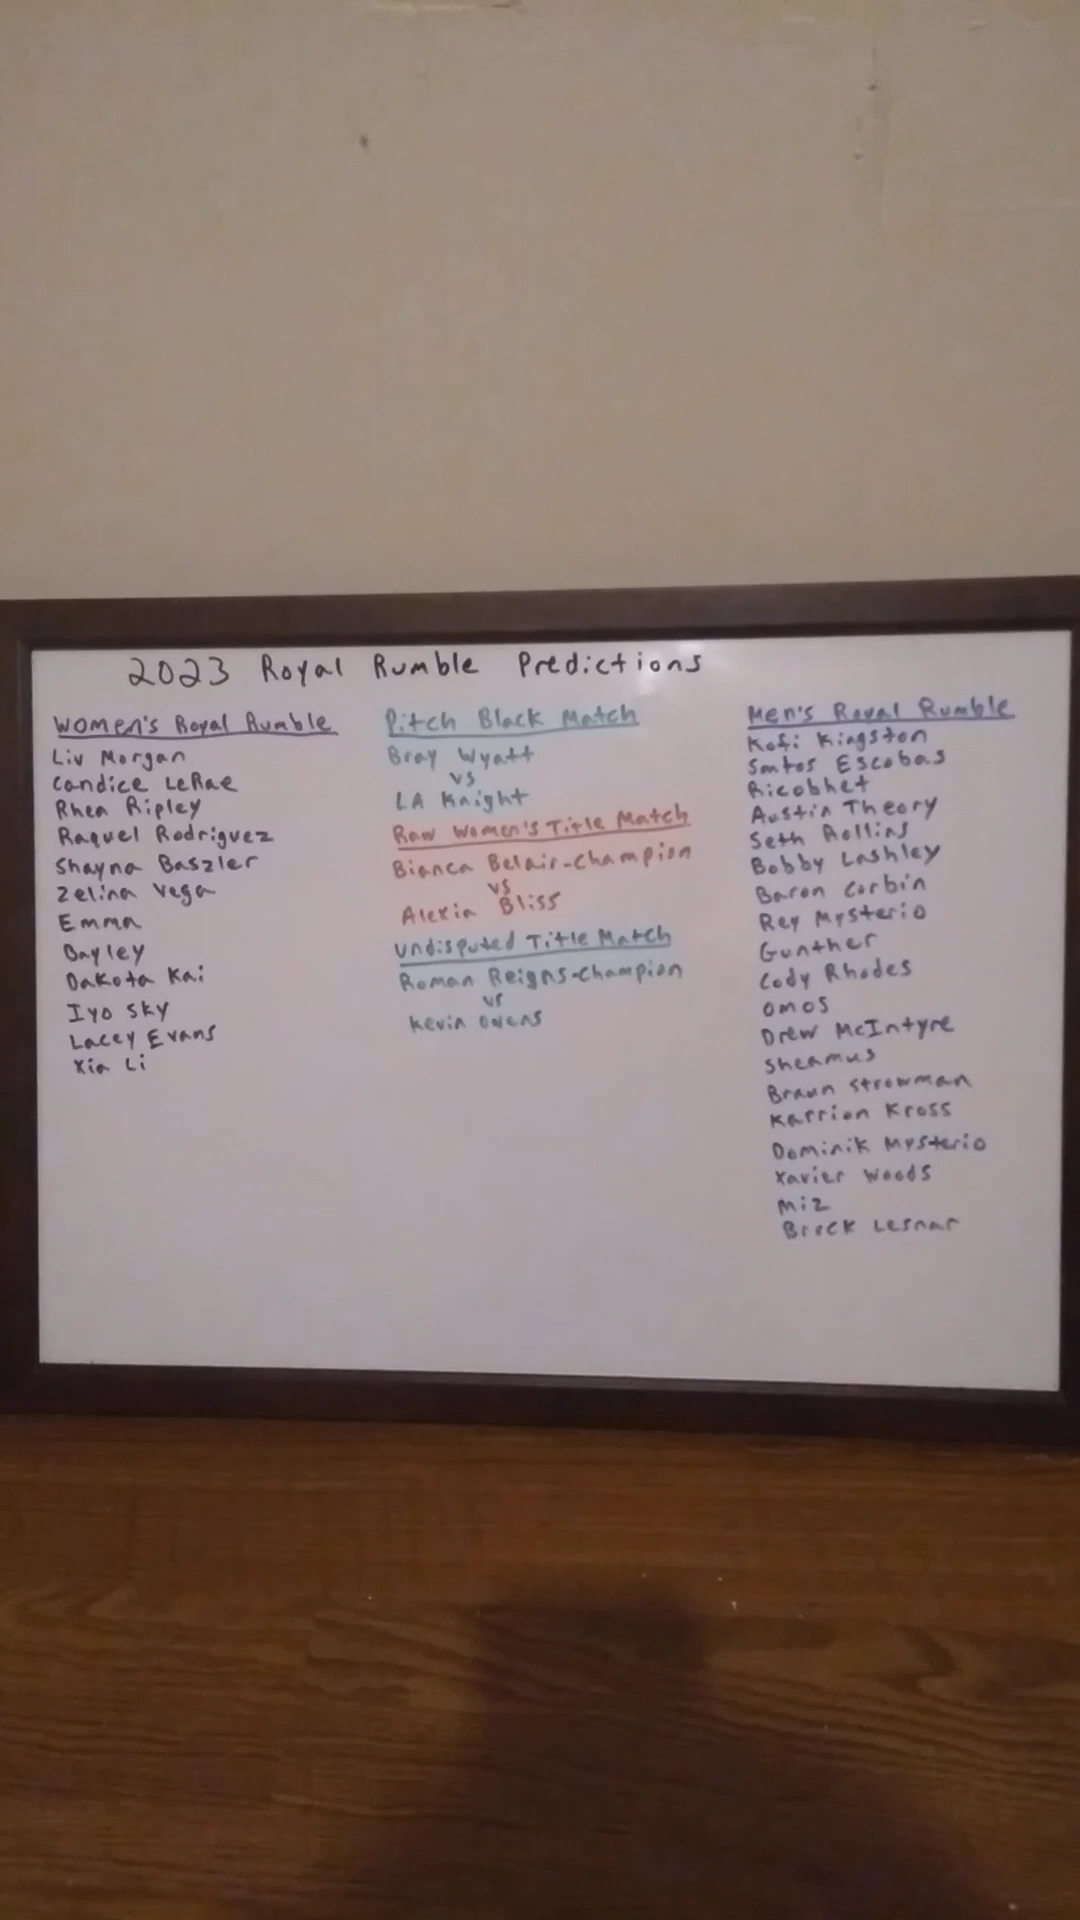 2023 Royal Rumble Predictions
Women's Royal Rumble
Liv Morgan
Candice LeRae
Rhea Ripley
Raquel Rodriguez
Shayna Baszler
Zelina Vega
Emma
Bayley
Dakota Kai
Iyo Sky
Lacey Evans
Xia Li
Pitch Black Match
Bray Wyatt
vs
LA Knight
Raw Women's Title Match
Bianca Belair-Champion
vs
Alexia Bliss
Undisputed Title Match
Roman Reigns-Champion
vs
Kevin Owens
Men's Royal Rumble
Kofi Kingston
Santos Escobas
Ricobhet
Austin Theory
Seth Rollins
Bobby Lashley
Baron Corbin
Rey Mysterio
Gunther
Cody Rhodes
Omos
Drew McIntyre
Sheamus
Braun Strowman
Karrion Kross
Dominik Mysterio
Xavier Woods
Miz
Brock Lesnar